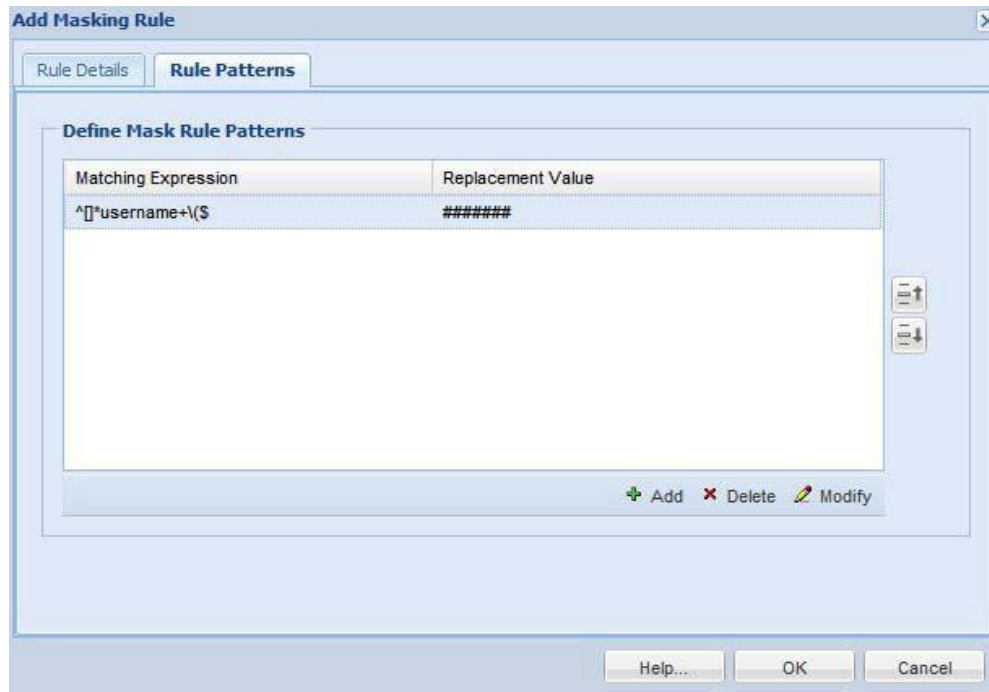 Add Masking Rule
Rule Details Rule Patterns
Define Mask Rule Patterns
Matching Expression Replacement Value
^[]*username+\($ #######
Add Delete Modify
Help... OK Cancel